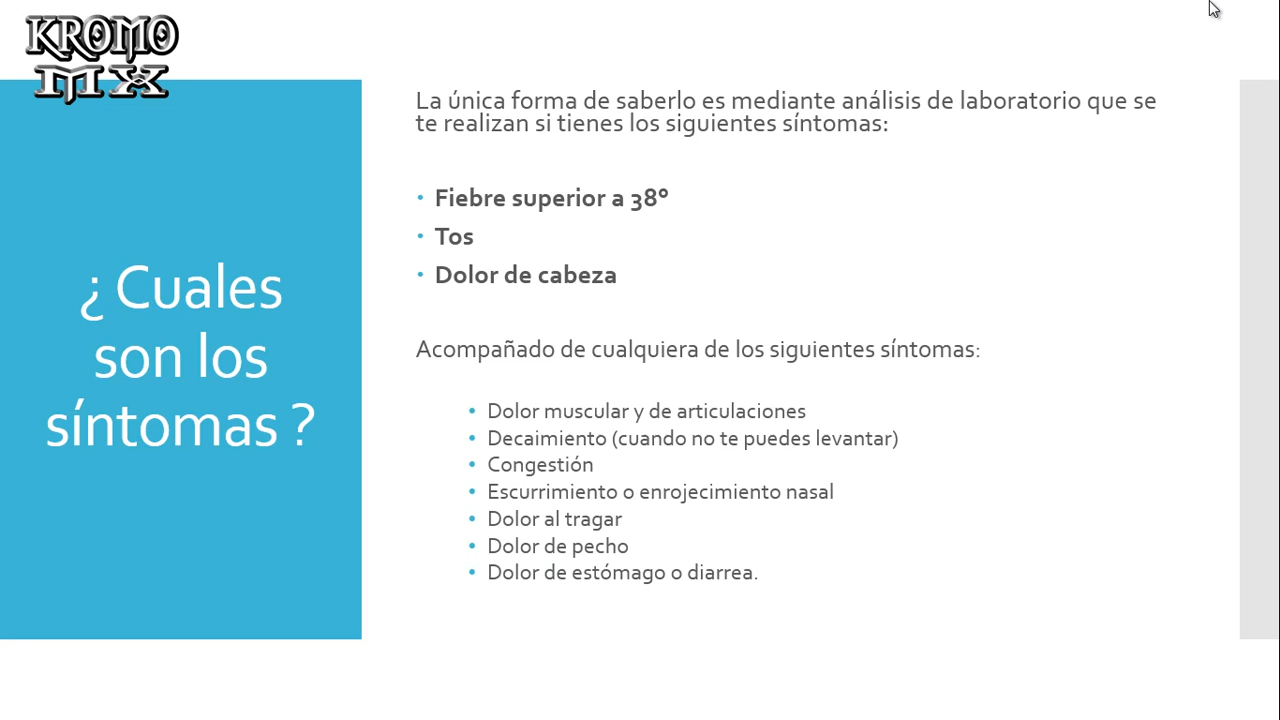 KROMO
MX
¿ Cuales
son los
síntomas ?
La única forma de saberlo es mediante análisis de laboratorio que se
te realizan si tienes los siguientes síntomas:
• Fiebre superior a 38°
• Tos
• Dolor de cabeza
Acompañado de cualquiera de los siguientes síntomas:
• Dolor muscular y de articulaciones
• Decaimiento (cuando no te puedes levantar)
• Congestión
• Escurrimiento o enrojecimiento nasal
• Dolor al tragar
• Dolor de pecho
• Dolor de estómago o diarrea.